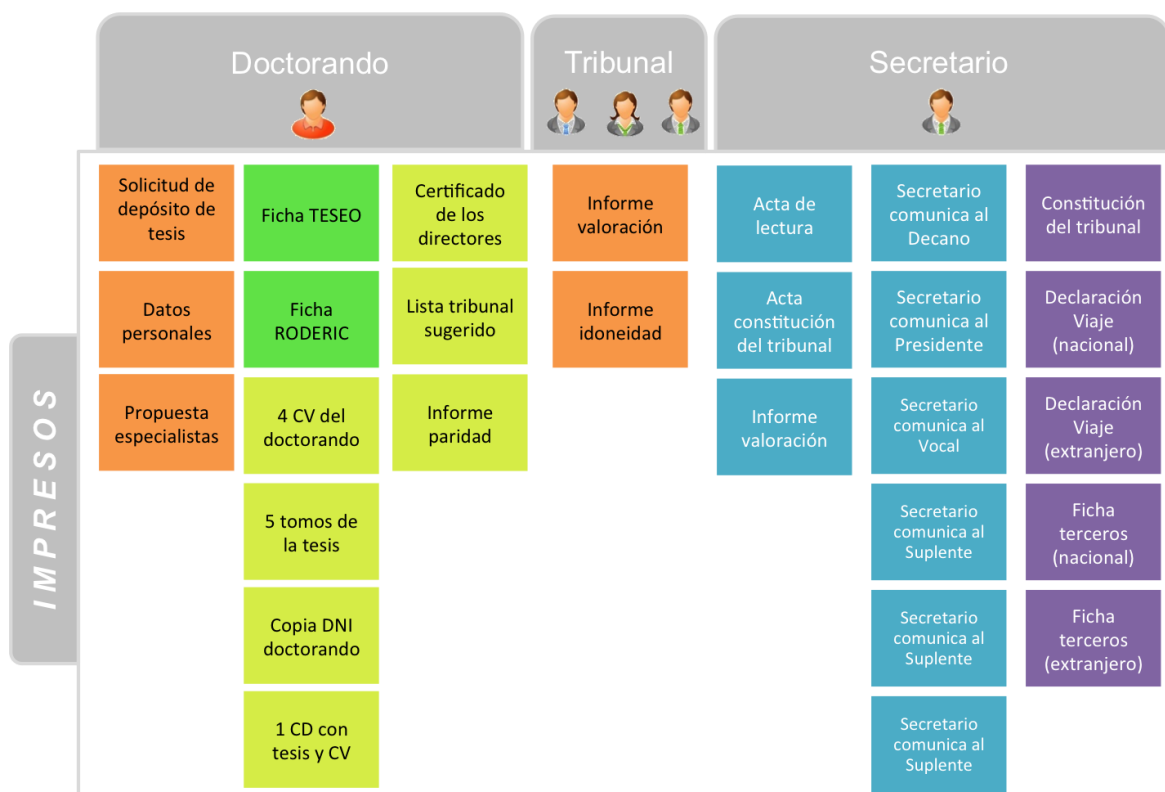 Doctorando
Tribunal
Secretario
IMPRESOS
Solicitud de
depósito de
tesis
Datos
personales
Propuesta
especialistas
Ficha TESEO
Ficha
RODERIC
4 CV del
doctorando
5 tomos de
la tesis
Copia DNI
doctorando
1 CD con
tesis y CV
Certificado
de los
directores
Lista tribunal
sugerido
Informe
paridad
Informe
valoración
Informe
idoneidad
Acta de
lectura
Acta
constitución
del tribunal
Informe
valoración
Secretario
comunica al
Decano
Secretario
comunica al
Presidente
Secretario
comunica al
Vocal
Secretario
comunica al
Suplente
Secretario
comunica al
Suplente
Secretario
comunica al
Suplente
Constitución
del tribunal
Declaración
Viaje
(nacional)
Declaración
Viaje
(extranjero)
Ficha
terceros
(nacional)
Ficha
terceros
(extranjero)